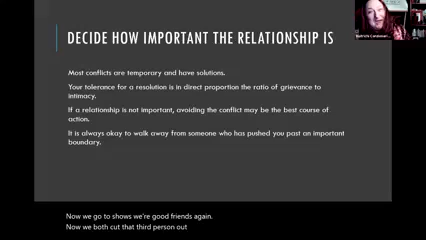 DECIDE HOW IMPORTANT THE RELATIONSHIP IS
Most conflicts are temporary and have solutions.
Your tolerance for a resolution is in direct proportion the ratio of grievance to
intimacy.
If a relationship is not important, avoiding the conflict may be the best course of
action.
It is always okay to walk away from someone who has pushed you past an important
boundary.
Now we go to shows we're good friends again.
Now we both cut that third person out